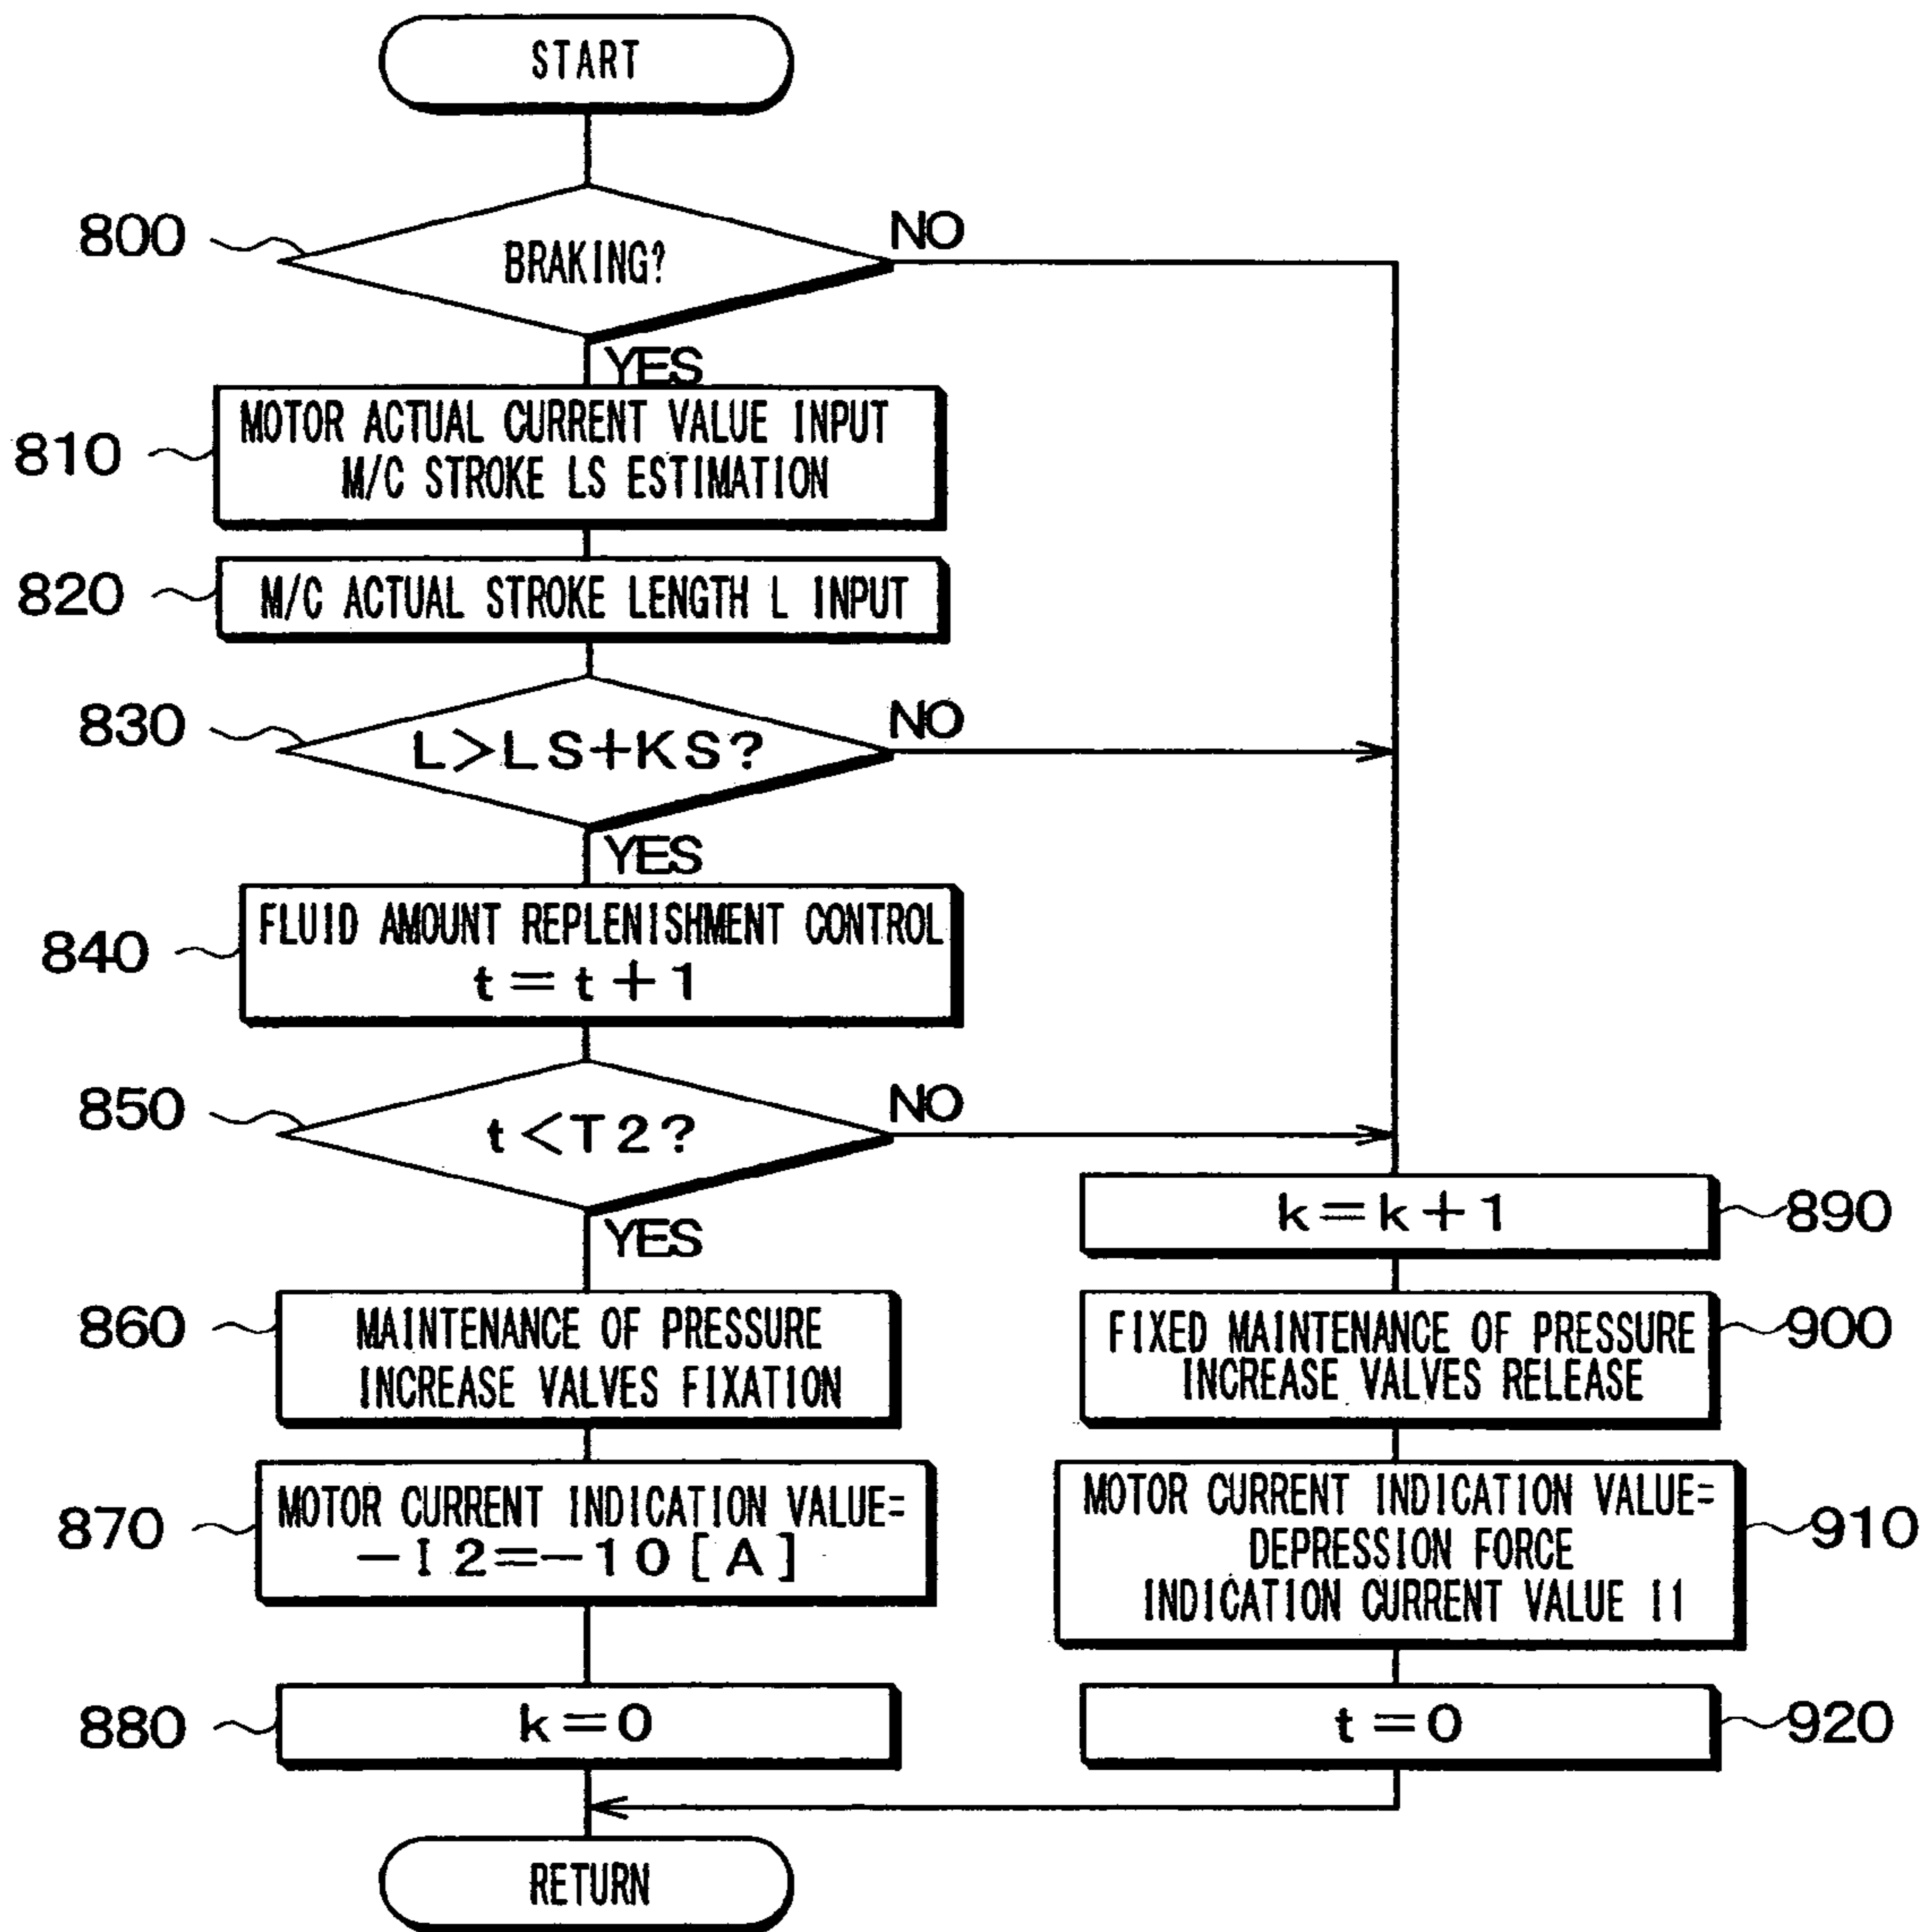 START
800
BRAKING?
NO
YES
810
MOTOR ACTUAL CURRENT VALUE INPUT
M/C STROKE LS ESTIMATION
820
M/C ACTUAL STROKE LENGTH L INPUT
830
L>LS+KS?
NO
YES
840
FLUID AMOUNT REPLENISHMENT CONTROL
t=t+1
850
t<T2?
NO
YES
860
MAINTENANCE OF PRESSURE
INCREASE VALVES FIXATION
870
MOTOR CURRENT INDICATION VALUE=
-I2=-10[A]
880
k=0
k=k+1
890
FIXED MAINTENANCE OF PRESSURE
INCREASE VALVES RELEASE
900
MOTOR CURRENT INDICATION VALUE=
DEPRESSION FORCE
INDICATION CURRENT VALUE I1
910
t=0
920
RETURN